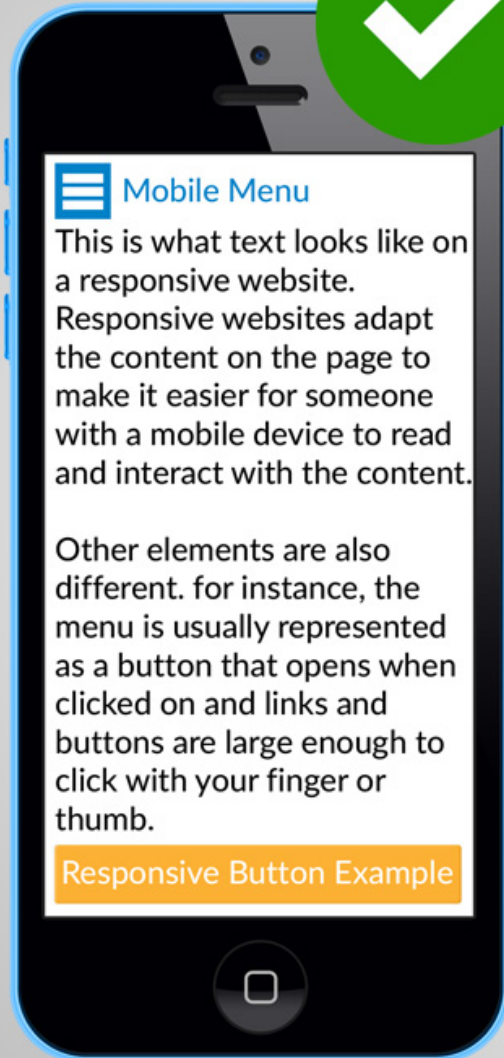 Mobile Menu
This is what text looks like on
a responsive website.
Responsive websites adapt
the content on the page to
make it easier for someone
with a mobile device to read
and interact with the content.
Other elements are also
different. for instance, the
menu is usually represented
as a button that opens when
clicked on and links and
buttons are large enough to
click with your finger or
thumb.
Responsive Button Example